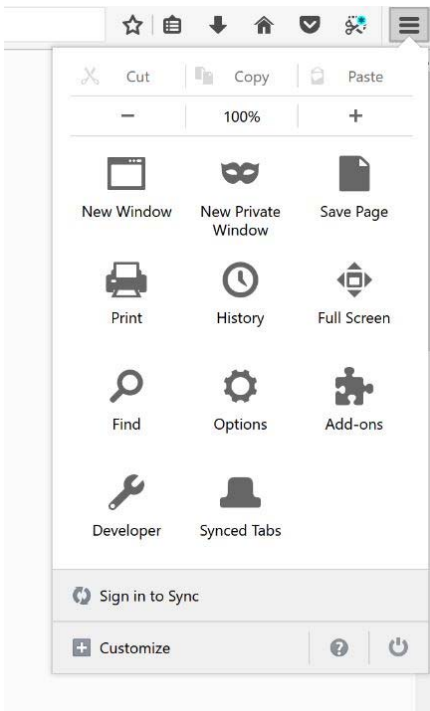 Cut Copy Paste
− 100% +
New Window New Private Window Save Page
Print History Full Screen
Find Options Add-ons
Developer Synced Tabs
Sign in to Sync
Customize